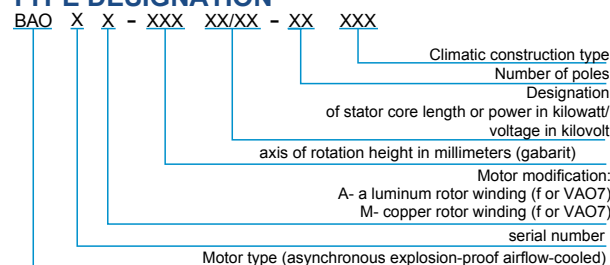 TYPE DESIGNATION
BAO X X - XXX XX/XX - XX XXX
Climatic construction type
Number of poles
Designation
of stator core length or power in kilowatt/
voltage in kilovolt
axis of rotation height in millimeters (gabarit)
Motor modification:
A- a luminum rotor winding (f or VAO7)
M- copper rotor winding (f or VAO7)
serial number
Motor type (asynchronous explosion-proof airflow-cooled)